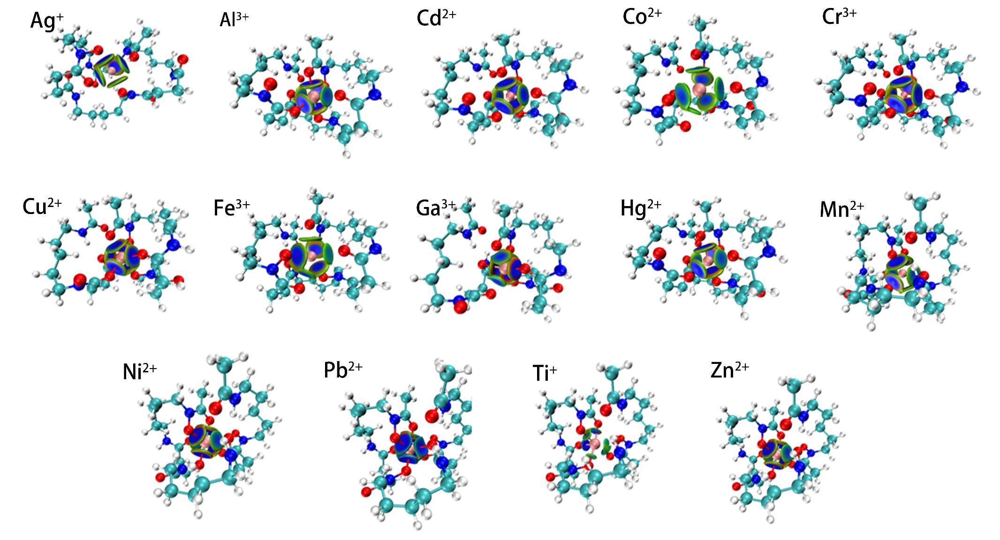 Ag⁺
Al³⁺
Cd²⁺
Co²⁺
Cr³⁺
Cu²⁺
Fe³⁺
Ga³⁺
Hg²⁺
Mn²⁺
Ni²⁺
Pb²⁺
Ti⁺
Zn²⁺